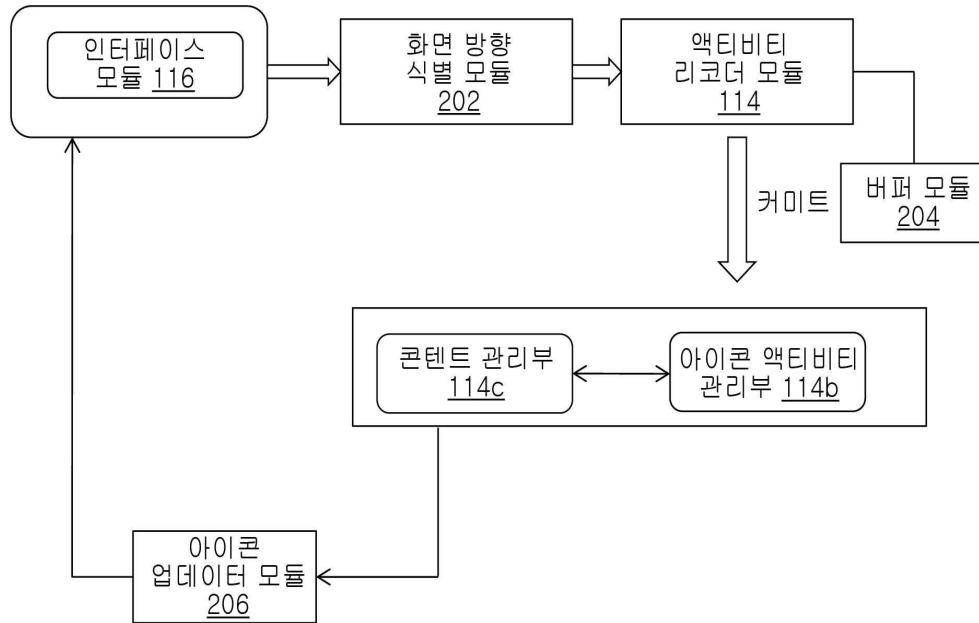 인터페이스
모듈 116
화면 방향
식별 모듈
202
액티비티
리코더 모듈
114
커미트
버퍼 모듈
204
콘텐트 관리부
114c
아이콘 액티비티
관리부 114b
아이콘
업데이터 모듈
206